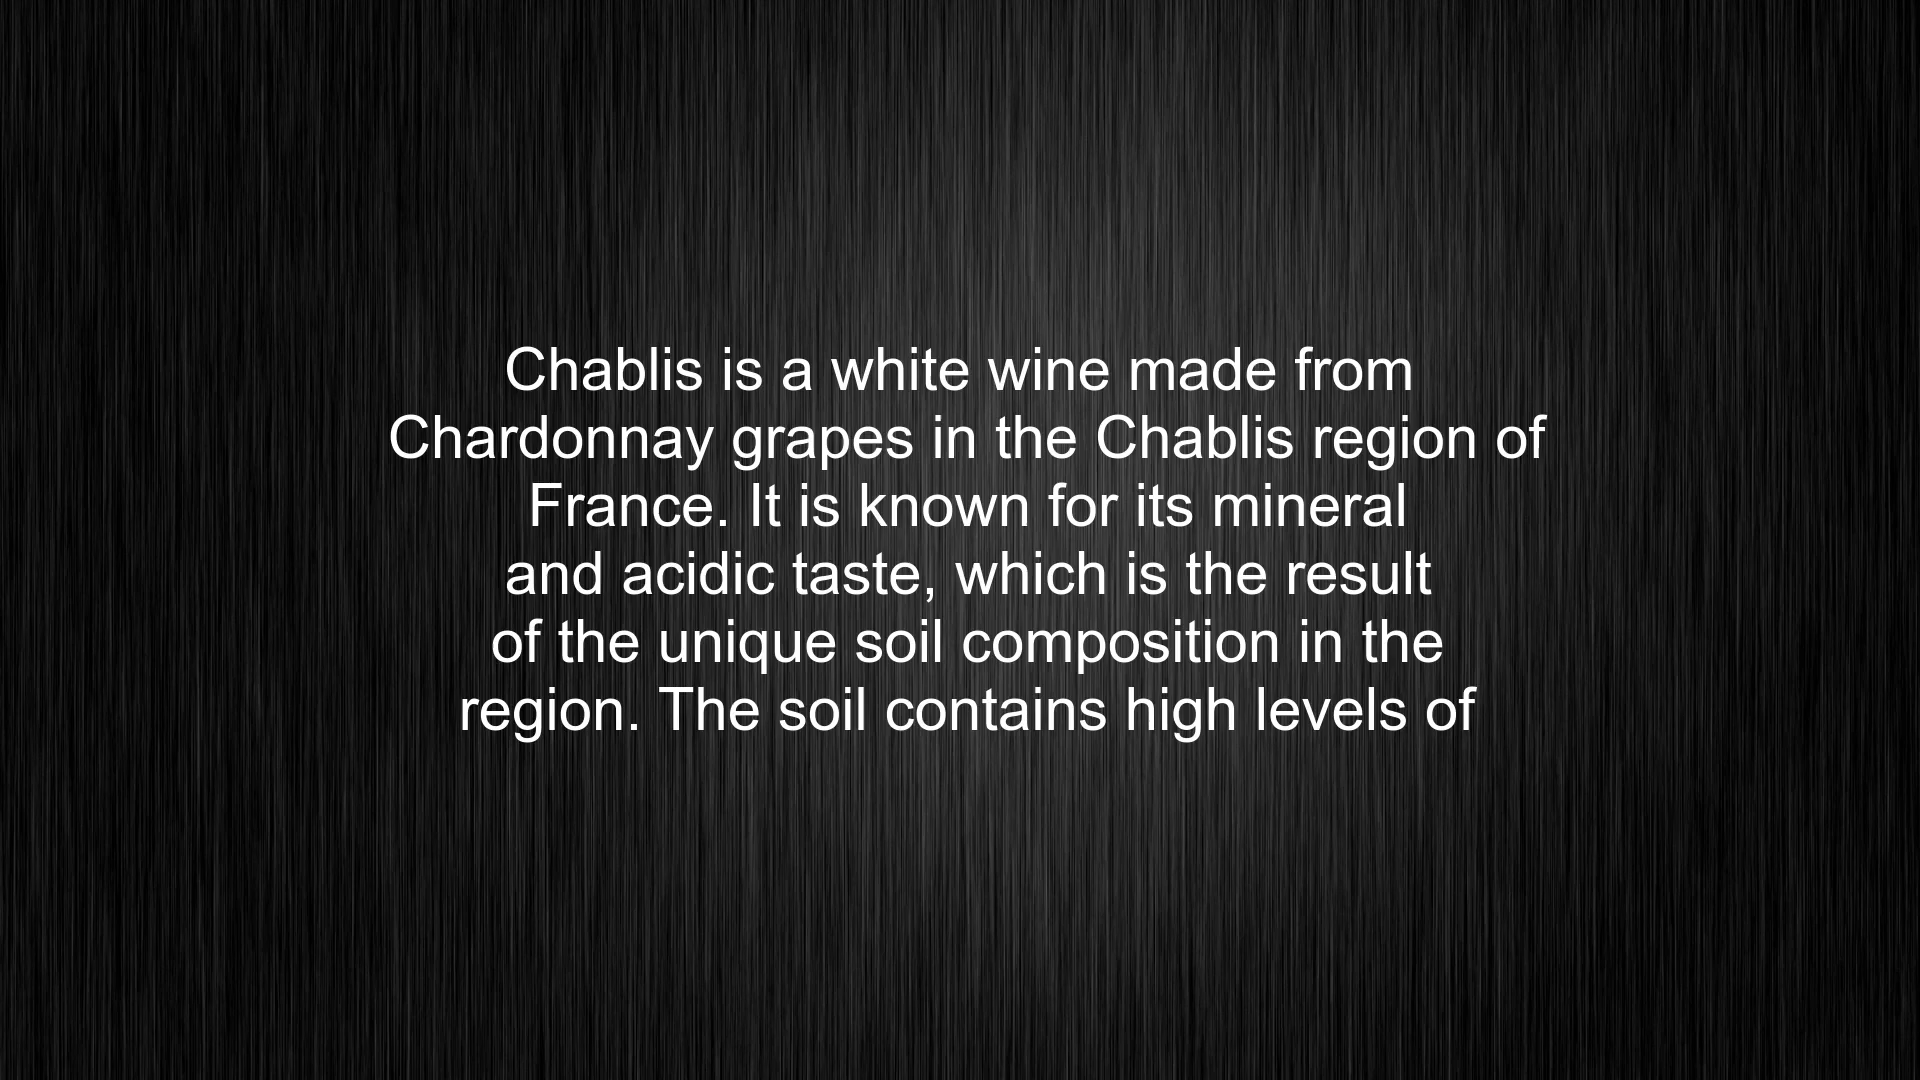 Chablis is a white wine made from
Chardonnay grapes in the Chablis region of
France. It is known for its mineral
and acidic taste, which is the result
of the unique soil composition in the
region. The soil contains high levels of